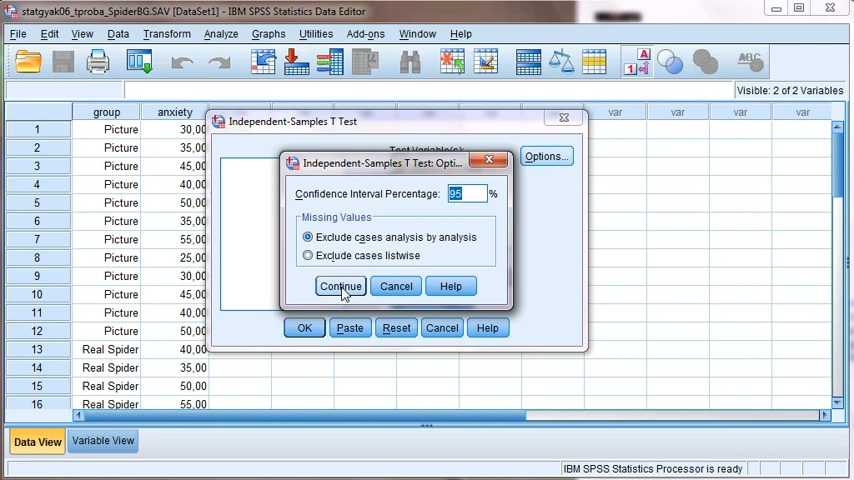 statgyak06_tproba_SpiderBG.SAV [DataSet1] - IBM SPSS Statistics Data Editor
File Edit View Data Transform Analyze Graphs Utilities Add-ons Window Help
Visible: 2 of 2 Variables
group anxiety var var var
1 Picture 30,00
2 Picture 35,00
3 Picture 45,00
4 Picture 40,00
5 Picture 50,00
6 Picture 35,00
7 Picture 55,00
8 Picture 25,00
9 Picture 30,00
10 Picture 45,00
11 Picture 40,00
12 Picture 50,00
13 Real Spider 40,00
14 Real Spider 35,00
15 Real Spider 50,00
16 Real Spider 55,00
Independent-Samples T Test
Options...
Independent-Samples T Test: Opti...
Confidence Interval Percentage: 95 %
Missing Values
Exclude cases analysis by analysis
Exclude cases listwise
Continue Cancel Help
OK Paste Reset Cancel Help
Data View Variable View
IBM SPSS Statistics Processor is ready